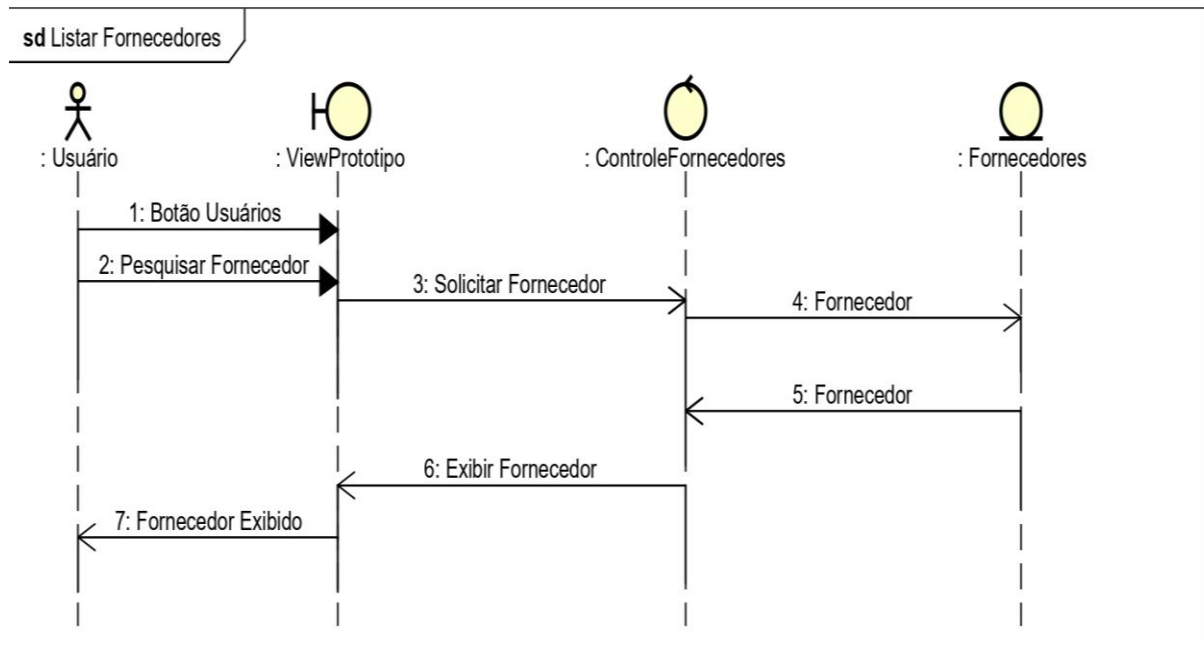 sd Listar Fornecedores
: Usuário
: ViewPrototipo
: ControleFornecedores
: Fornecedores
1: Botão Usuários
2: Pesquisar Fornecedor
3: Solicitar Fornecedor
4: Fornecedor
5: Fornecedor
6: Exibir Fornecedor
7: Fornecedor Exibido